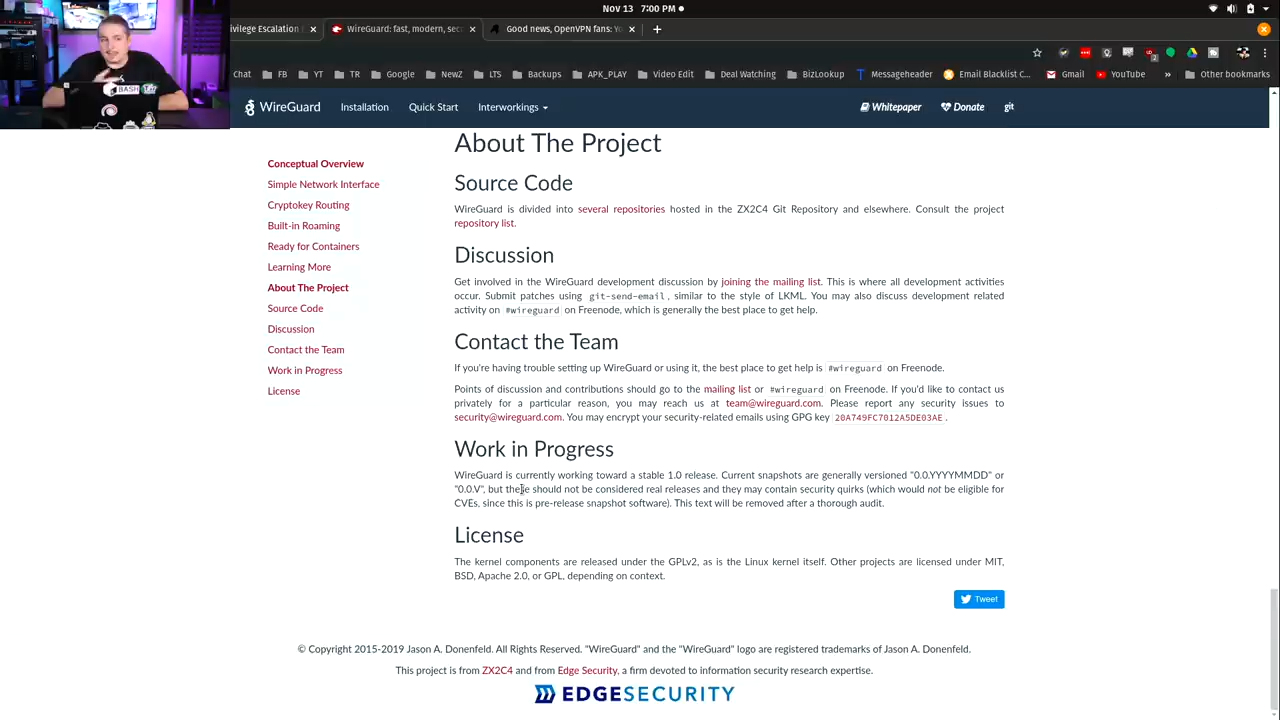 Nov 13 7:00 PM
ivilege Escalation
WireGuard: fast, modern,
Good news, OpenVPN fans:
Chat
FB
YT
TR
Google
NewZ
LTS
BizDocs
APK_PLAY
Video Edit
Deal Watching
Dev Lookup
Messageheader
Email Backlist C...
Gmail
YouTube
Other bookmarks
WireGuard
Installation
Quick Start
Interworkings
Whitepaper
Donate
git
BASH
Conceptual Overview
Simple Network Interface
Cryptokey Routing
Built-in Roaming
Ready for Containers
Learning More
About The Project
Source Code
Discussion
Contact the Team
Work in Progress
License
About The Project
Source Code
WireGuard is divided into several repositories hosted in the ZX2C4 Git Repository and elsewhere. Consult the project
repository list.
Discussion
Get involved in the WireGuard development discussion by joining the mailing list. This is where all development activities
occur. Submit patches using git-send-email, similar to the style of LKML. You may also discuss development related
activity on #wireguard on Freenode, which is generally the best place to get help.
Contact the Team
If you're having trouble setting up WireGuard or using it, the best place to get help is #wireguard on Freenode.
Points of discussion and contributions should go to the mailing list or #wireguard on Freenode. If you'd like to contact us
privately for a particular reason, you may reach us at team@wireguard.com. Please report any security issues to
security@wireguard.com. You may encrypt your security-related emails using GPG key 20A749FC7012A5DE03AE.
Work in Progress
WireGuard is currently working toward a stable 1.0 release. Current snapshots are generally versioned "0.0.YYYYMMDD" or
"0.0.V", but these should not be considered real releases and they may contain security quirks (which would not be eligible for
CVEs, since this is pre-release snapshot software). This text will be removed after a thorough audit.
License
The kernel components are released under the GPLv2, as is the Linux kernel itself. Other projects are licensed under MIT,
BSD, Apache 2.0, or GPL, depending on context.
Tweet
© Copyright 2015-2019 Jason A. Donenfeld. All Rights Reserved. "WireGuard" and the "WireGuard" logo are registered trademarks of Jason A. Donenfeld.
This project is from ZX2C4 and from Edge Security, a firm devoted to information security research expertise.
EDGESECURITY